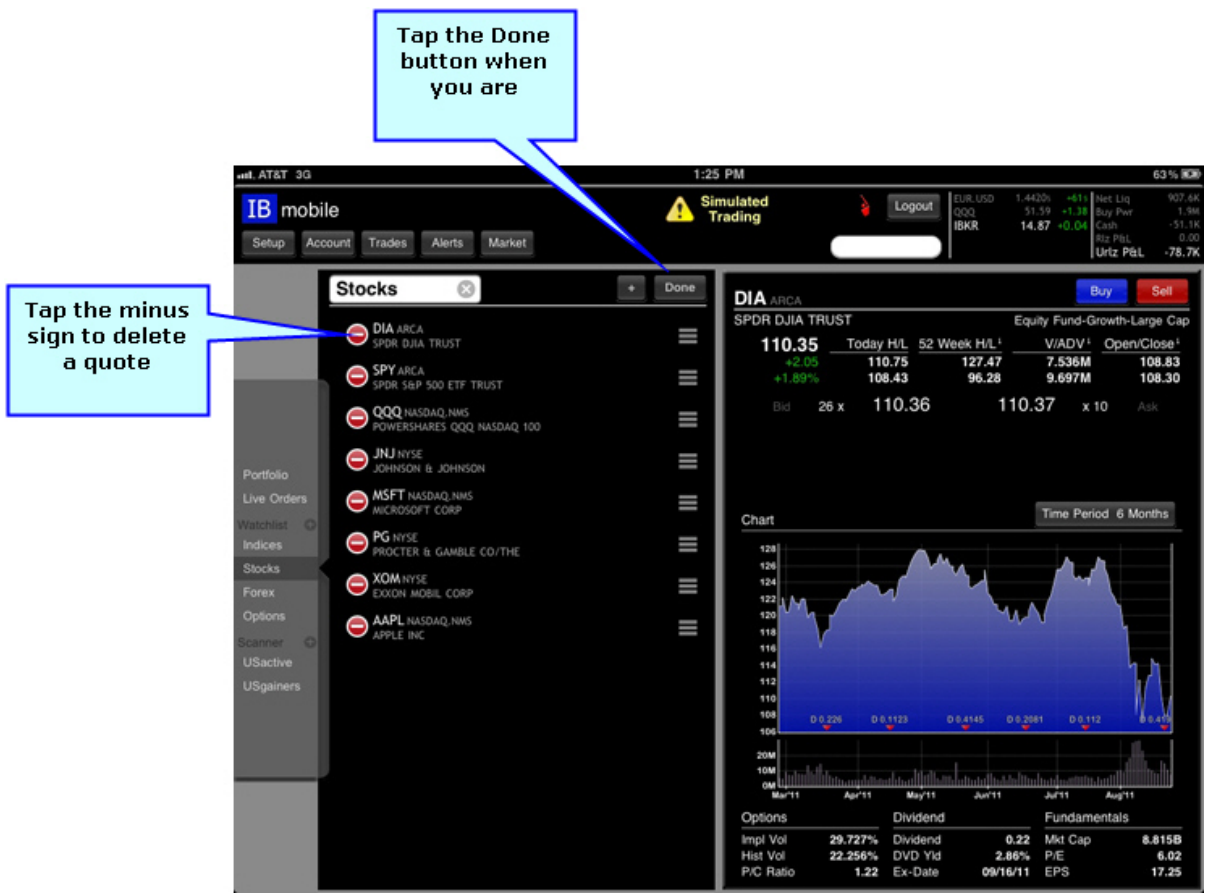 Tap the Done
button when
you are
Tap the minus
sign to delete
a quote
AT&T 3G 1:25 PM 63%
IB mobile
Simulated
Trading
Logout
EUR.USD 1.4420s +61s
QQQ 51.59 +1.38
IBKR 14.87 +0.04
Net Liq 907.6K
Buy Pwr 1.9M
Cash -51.1K
Rlz P&L 0.00
Urlz P&L -78.7K
Setup Account Trades Alerts Market
Portfolio
Live Orders
Watchlist
Indices
Stocks
Forex
Options
Scanner
USactive
USgainers
Stocks + Done
DIA ARCA
SPDR DJIA TRUST
SPY ARCA
SPDR S&P 500 ETF TRUST
QQQ NASDAQ.NMS
POWERSHARES QQQ NASDAQ 100
JNJ NYSE
JOHNSON & JOHNSON
MSFT NASDAQ.NMS
MICROSOFT CORP
PG NYSE
PROCTER & GAMBLE CO/THE
XOM NYSE
EXXON MOBIL CORP
AAPL NASDAQ.NMS
APPLE INC
DIA ARCA Buy Sell
SPDR DJIA TRUST Equity Fund-Growth-Large Cap
110.35 Today H/L 52 Week H/L V/ADV Open/Close
+2.05 110.75 127.47 7.536M 108.83
+1.89% 108.43 96.28 9.697M 108.30
Bid 26 x 110.36 110.37 x 10 Ask
Chart Time Period 6 Months
128
126
124
122
120
118
116
114
112
110
108
106
D 0.226 D 0.1123 D 0.4145 D 0.2081 D 0.112
20M
10M
0M
Mar'11 Apr'11 May'11 Jun'11 Jul'11 Aug'11
Options Dividend Fundamentals
Impl Vol 29.727% Dividend 0.22 Mkt Cap 8.815B
Hist Vol 22.256% DVD Yld 2.86% P/E 6.02
P/C Ratio 1.22 Ex-Date 09/16/11 EPS 17.25